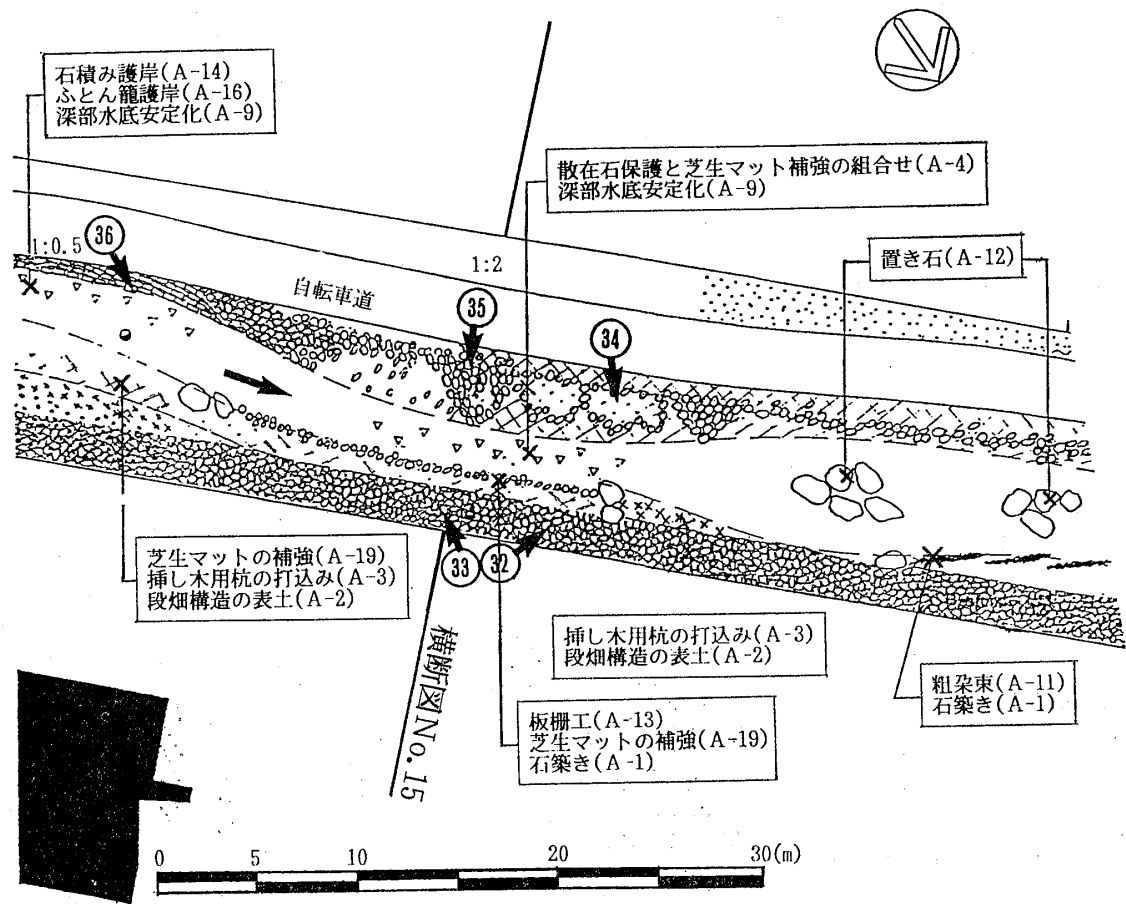 石積み護岸(A-14)
ふとん籠護岸(A-16)
深部水底安定化(A-9)
散在石保護と芝生マット補強の組合せ(A-4)
深部水底安定化(A-9)
置き石(A-12)
1:0.5
36
1:2
自転車道
35
34
芝生マットの補強(A-19)
挿し木用杭の打込み(A-3)
段畑構造の表土(A-2)
33
32
横断図No.15
挿し木用杭の打込み(A-3)
段畑構造の表土(A-2)
粗朶束(A-11)
石築き(A-1)
板柵工(A-13)
芝生マットの補強(A-19)
石築き(A-1)
0 5 10 20 30(m)